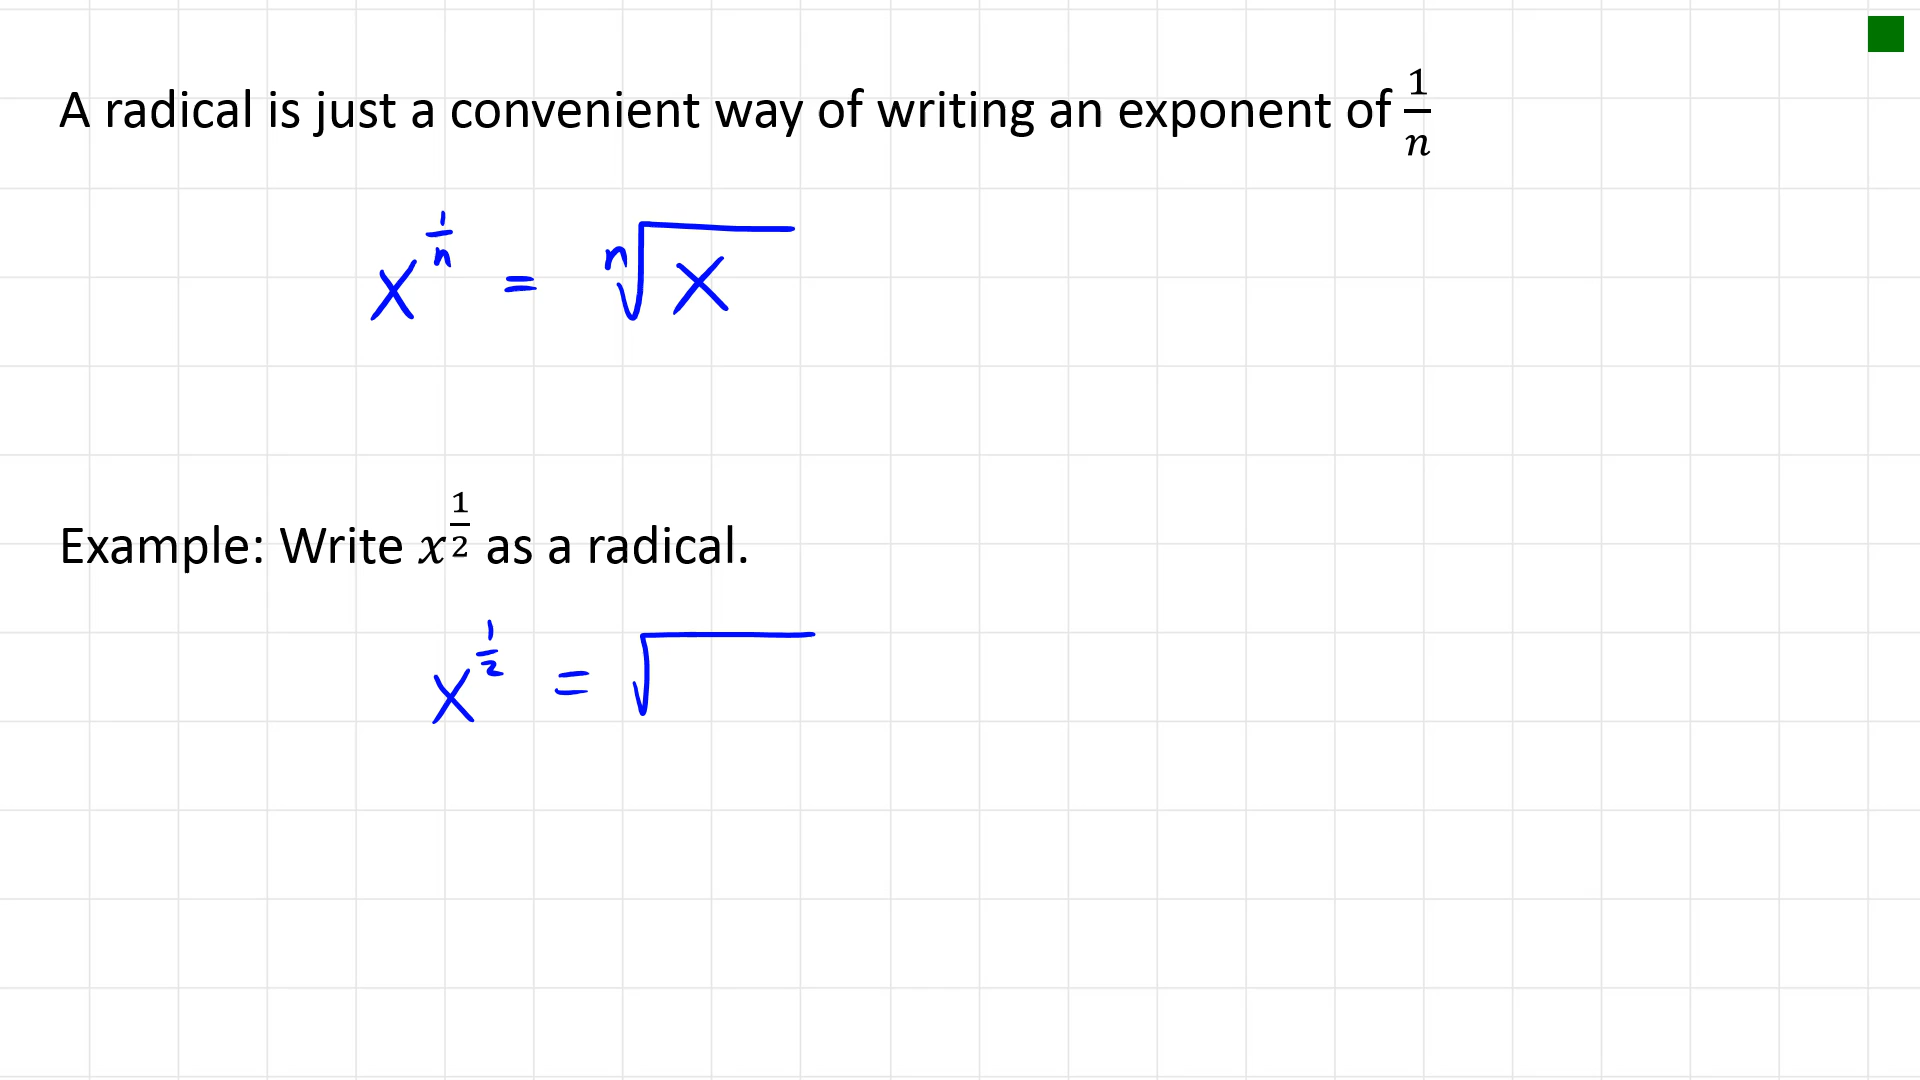 A radical is just a convenient way of writing an exponent of 1/n
x^(1/n) = ⁿ√x
Example: Write x^(1/2) as a radical.
x^(1/2) = √